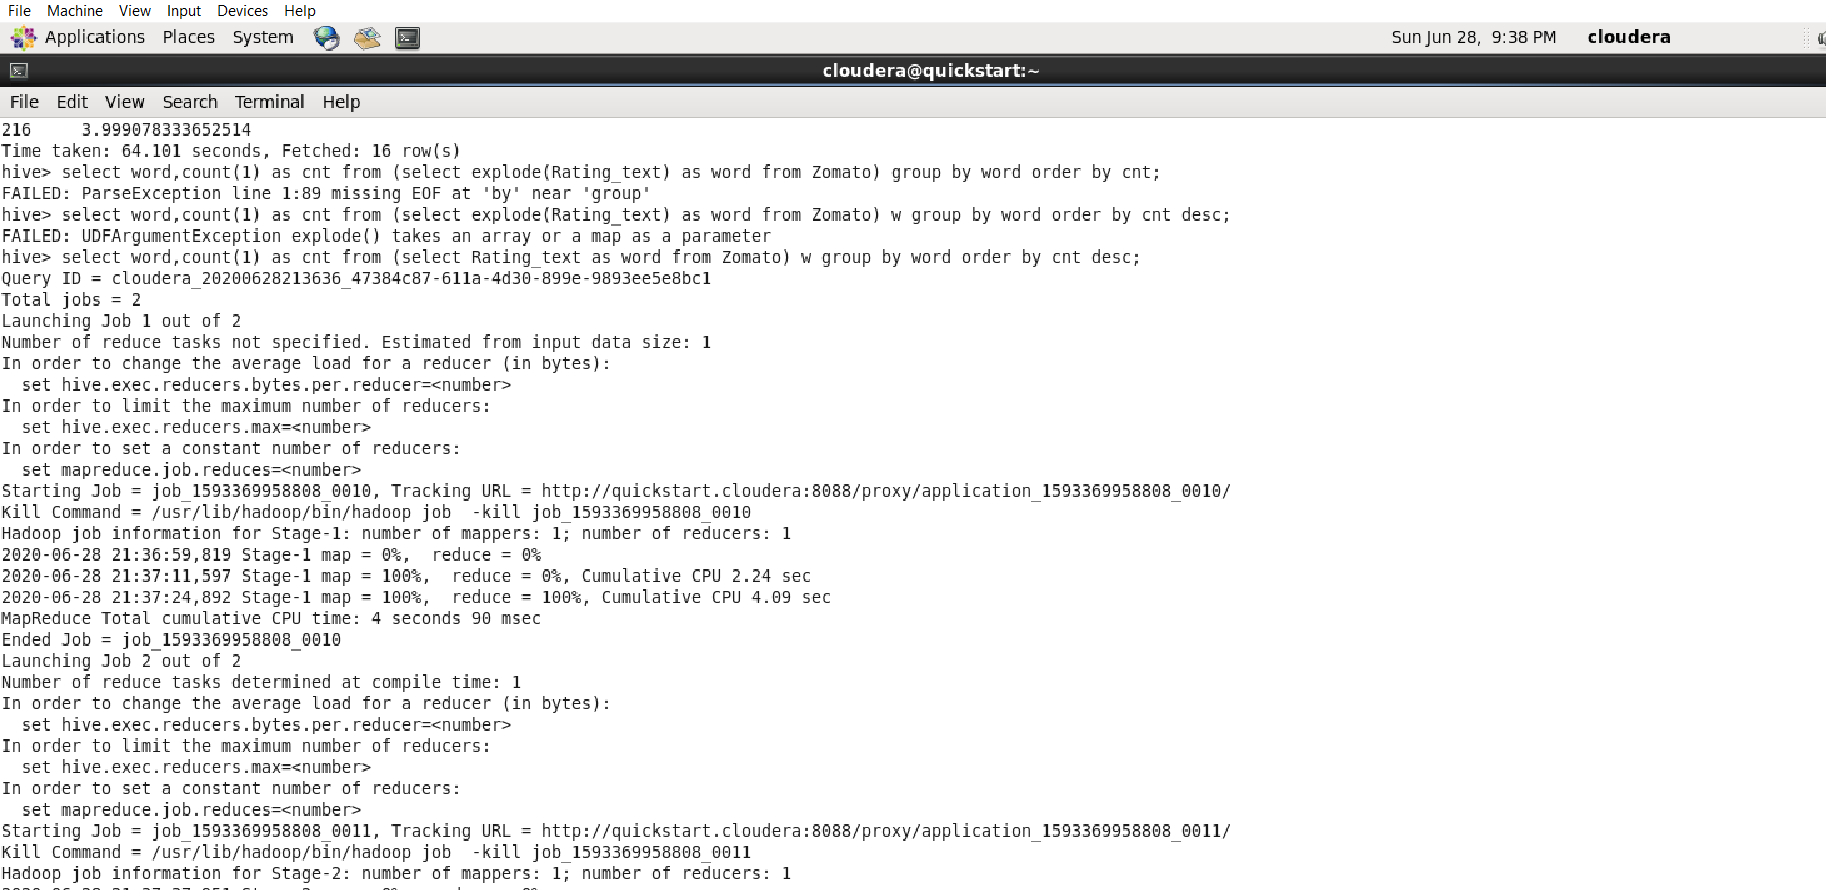 File Machine View Input Devices Help
Applications Places System Sun Jun 28, 9:38 PM cloudera
cloudera@quickstart:~
File Edit View Search Terminal Help
216     3.999078333652514
Time taken: 64.101 seconds, Fetched: 16 row(s)
hive> select word,count(1) as cnt from (select explode(Rating_text) as word from Zomato) group by word order by cnt;
FAILED: ParseException line 1:89 missing EOF at 'by' near 'group'
hive> select word,count(1) as cnt from (select explode(Rating_text) as word from Zomato) w group by word order by cnt desc;
FAILED: UDFArgumentException explode() takes an array or a map as a parameter
hive> select word,count(1) as cnt from (select Rating_text as word from Zomato) w group by word order by cnt desc;
Query ID = cloudera_20200628213636_47384c87-611a-4d30-899e-9893ee5e8bc1
Total jobs = 2
Launching Job 1 out of 2
Number of reduce tasks not specified. Estimated from input data size: 1
In order to change the average load for a reducer (in bytes):
  set hive.exec.reducers.bytes.per.reducer=<number>
In order to limit the maximum number of reducers:
  set hive.exec.reducers.max=<number>
In order to set a constant number of reducers:
  set mapreduce.job.reduces=<number>
Starting Job = job_1593369958808_0010, Tracking URL = http://quickstart.cloudera:8088/proxy/application_1593369958808_0010/
Kill Command = /usr/lib/hadoop/bin/hadoop job  -kill job_1593369958808_0010
Hadoop job information for Stage-1: number of mappers: 1; number of reducers: 1
2020-06-28 21:36:59,819 Stage-1 map = 0%,  reduce = 0%
2020-06-28 21:37:11,597 Stage-1 map = 100%,  reduce = 0%, Cumulative CPU 2.24 sec
2020-06-28 21:37:24,892 Stage-1 map = 100%,  reduce = 100%, Cumulative CPU 4.09 sec
MapReduce Total cumulative CPU time: 4 seconds 90 msec
Ended Job = job_1593369958808_0010
Launching Job 2 out of 2
Number of reduce tasks determined at compile time: 1
In order to change the average load for a reducer (in bytes):
  set hive.exec.reducers.bytes.per.reducer=<number>
In order to limit the maximum number of reducers:
  set hive.exec.reducers.max=<number>
In order to set a constant number of reducers:
  set mapreduce.job.reduces=<number>
Starting Job = job_1593369958808_0011, Tracking URL = http://quickstart.cloudera:8088/proxy/application_1593369958808_0011/
Kill Command = /usr/lib/hadoop/bin/hadoop job  -kill job_1593369958808_0011
Hadoop job information for Stage-2: number of mappers: 1; number of reducers: 1